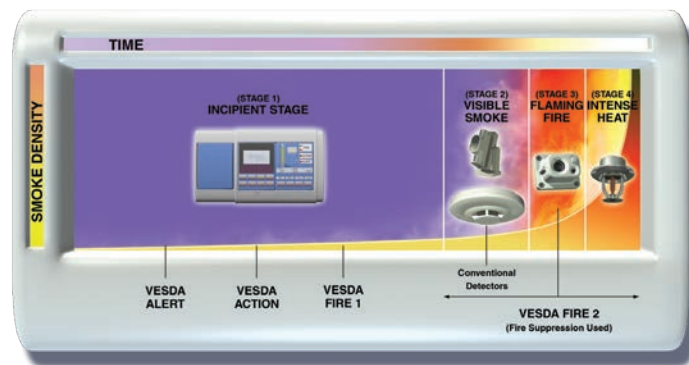 TIME
SMOKE DENSITY
(STAGE 1)
INCIPIENT STAGE
(STAGE 2)
VISIBLE
SMOKE
(STAGE 3)
FLAMING
FIRE
(STAGE 4)
INTENSE
HEAT
VESDA
ALERT
VESDA
ACTION
VESDA
FIRE 1
Conventional
Detectors
VESDA FIRE 2
(Fire Suppression Used)